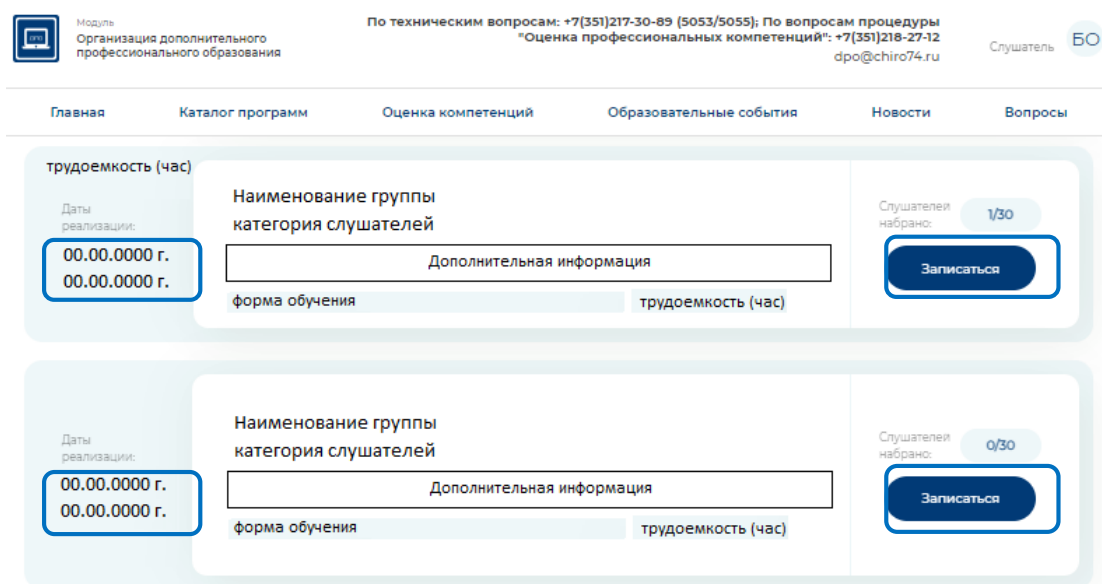 ДПО
Модуль
Организация дополнительного
профессионального образования
По техническим вопросам: +7(351)217-30-89 (5053/5055); По вопросам процедуры
"Оценка профессиональных компетенций": +7(351)218-27-12
dpo@chiro74.ru
Слушатель
БО
Главная Каталог программ Оценка компетенций Образовательные события Новости Вопросы
трудоемкость (час)
Даты
реализации:
00.00.0000 г.
00.00.0000 г.
Наименование группы
категория слушателей
Дополнительная информация
форма обучения трудоемкость (час)
Слушателей
набрано:
1/30
Записаться
Даты
реализации:
00.00.0000 г.
00.00.0000 г.
Наименование группы
категория слушателей
Дополнительная информация
форма обучения трудоемкость (час)
Слушателей
набрано:
0/30
Записаться